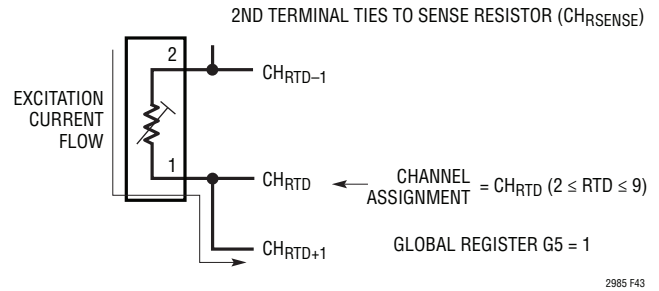 2ND TERMINAL TIES TO SENSE RESISTOR (CHRSENSE)
2
CHRTD–1
EXCITATION
CURRENT
FLOW
1
CHRTD
CHANNEL
ASSIGNMENT = CHRTD (2 ≤ RTD ≤ 9)
CHRTD+1
GLOBAL REGISTER G5 = 1
2985 F43